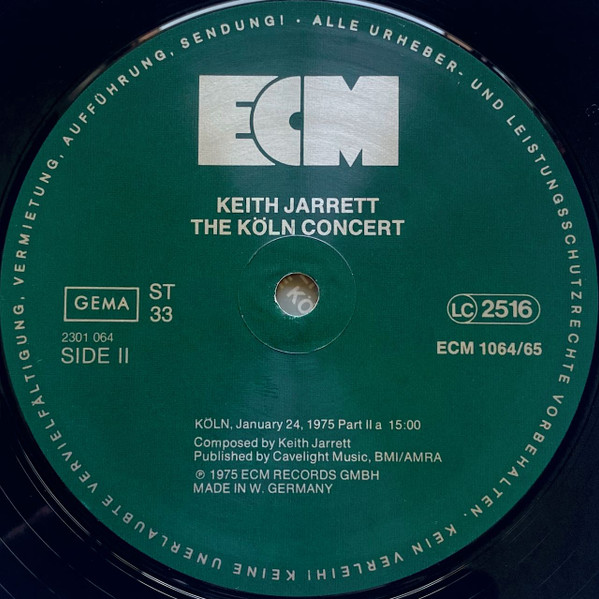 ALLE URHEBER- UND LEISTUNGSSCHUTZRECHTE VORBEHALTEN. KEIN VERLEIH! KEINE UNERLAUBTE VERVIELFÄLTIGUNG, VERMIETUNG, AUFFÜHRUNG, SENDUNG! ·
ECM
KEITH JARRETT
THE KÖLN CONCERT
KÖ
GEMA
ST
33
LC 2516
2301 064
SIDE II
ECM 1064/65
KÖLN, January 24, 1975 Part II a 15:00
Composed by Keith Jarrett
Published by Cavelight Music, BMI/AMRA
℗ 1975 ECM RECORDS GMBH
MADE IN W. GERMANY